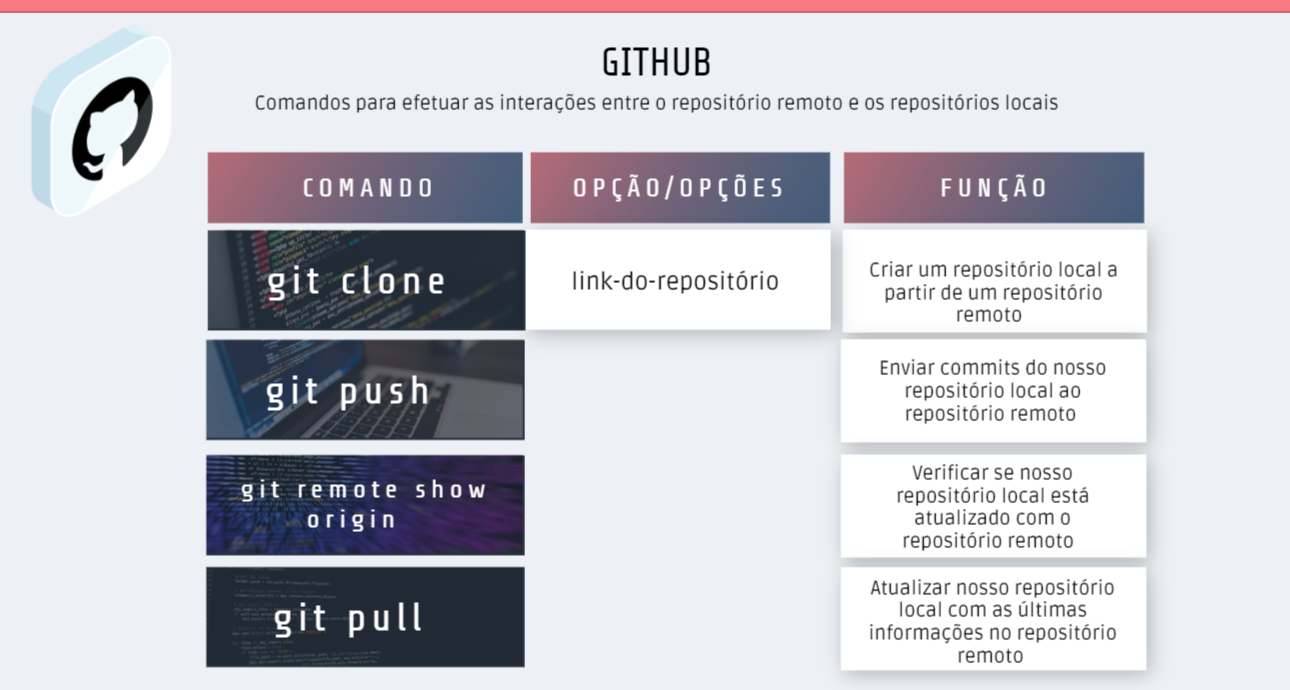 GITHUB
Comandos para efetuar as interações entre o repositório remoto e os repositórios locais
COMANDO
OPÇÃO/OPÇÕES
FUNÇÃO
git clone
link-do-repositório
Criar um repositório local a
partir de um repositório
remoto
git push
Enviar commits do nosso
repositório local ao
repositório remoto
git remote show
origin
Verificar se nosso
repositório local está
atualizado com o
repositório remoto
git pull
Atualizar nosso repositório
local com as últimas
informações no repositório
remoto